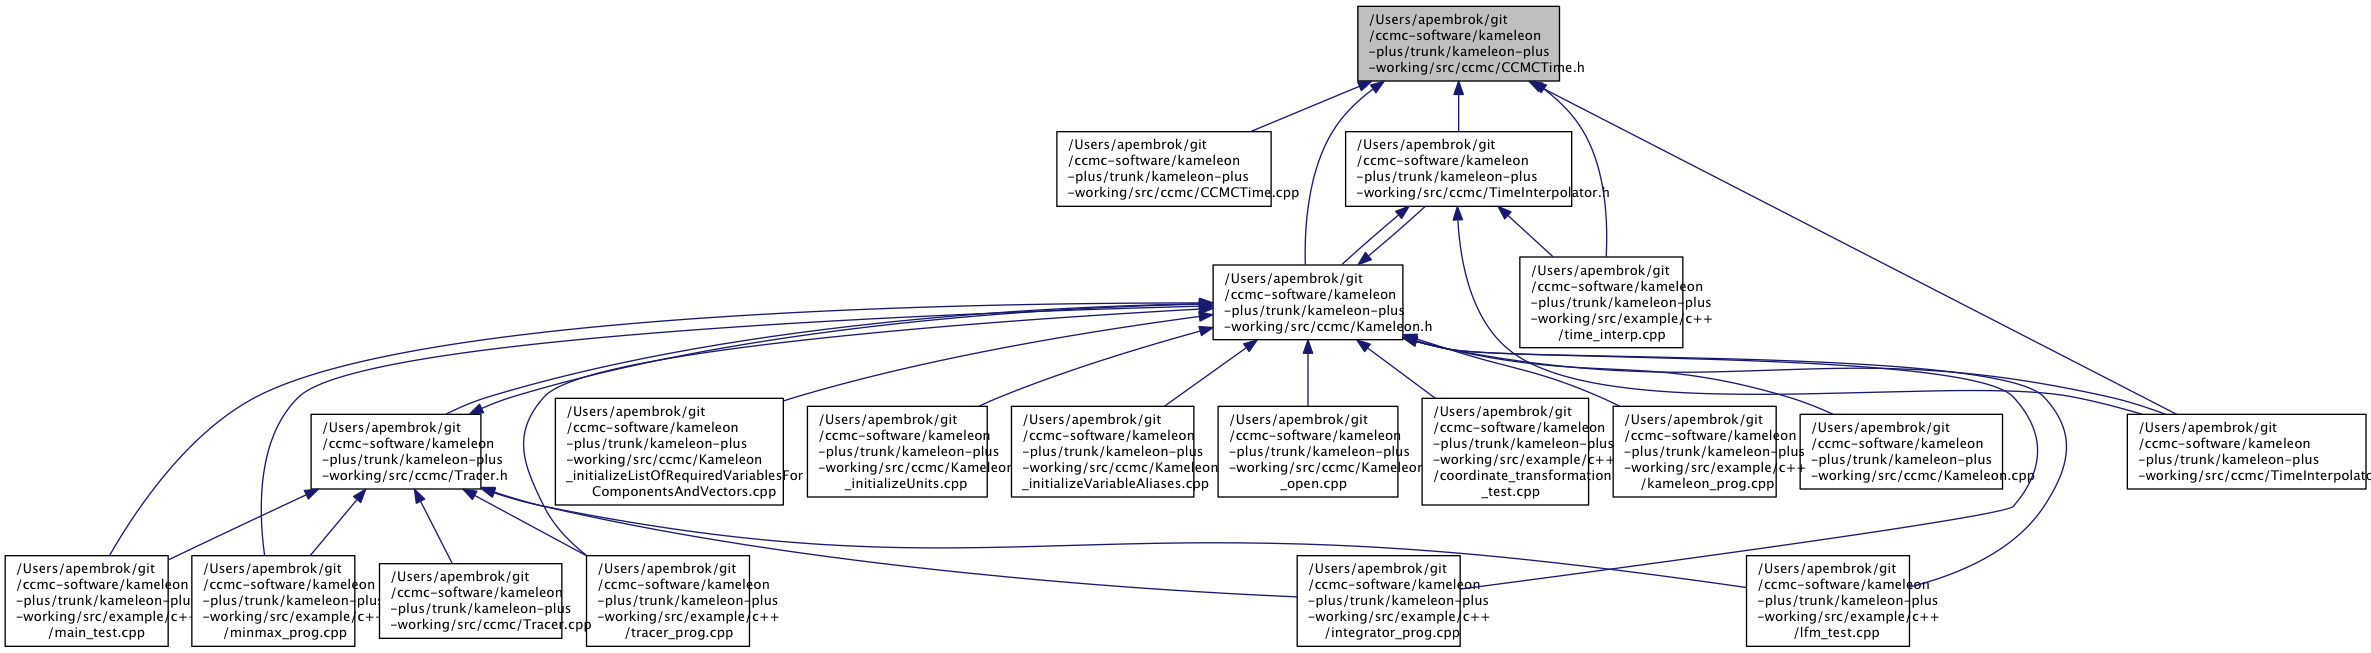 /Users/apembrok/git
/ccmc-software/kameleon
-plus/trunk/kameleon-plus
-working/src/ccmc/CCMCTime.h
/Users/apembrok/git
/ccmc-software/kameleon
-plus/trunk/kameleon-plus
-working/src/ccmc/CCMCTime.cpp
/Users/apembrok/git
/ccmc-software/kameleon
-plus/trunk/kameleon-plus
-working/src/ccmc/TimeInterpolator.h
/Users/apembrok/git
/ccmc-software/kameleon
-plus/trunk/kameleon-plus
-working/src/ccmc/Kameleon.h
/Users/apembrok/git
/ccmc-software/kameleon
-plus/trunk/kameleon-plus
-working/src/example/c++
/time_interp.cpp
/Users/apembrok/git
/ccmc-software/kameleon
-plus/trunk/kameleon-plus
-working/src/ccmc/Tracer.h
/Users/apembrok/git
/ccmc-software/kameleon
-plus/trunk/kameleon-plus
-working/src/ccmc/Kameleon
_initializeListOfRequiredVariablesFor
ComponentsAndVectors.cpp
/Users/apembrok/git
/ccmc-software/kameleon
-plus/trunk/kameleon-plus
-working/src/ccmc/Kameleon
_initializeUnits.cpp
/Users/apembrok/git
/ccmc-software/kameleon
-plus/trunk/kameleon-plus
-working/src/ccmc/Kameleon
_initializeVariableAliases.cpp
/Users/apembrok/git
/ccmc-software/kameleon
-plus/trunk/kameleon-plus
-working/src/ccmc/Kameleon
_open.cpp
/Users/apembrok/git
/ccmc-software/kameleon
-plus/trunk/kameleon-plus
-working/src/example/c++
/coordinate_transformation
_test.cpp
/Users/apembrok/git
/ccmc-software/kameleon
-plus/trunk/kameleon-plus
-working/src/example/c++
/kameleon_prog.cpp
/Users/apembrok/git
/ccmc-software/kameleon
-plus/trunk/kameleon-plus
-working/src/ccmc/Kameleon.cpp
/Users/apembrok/git
/ccmc-software/kameleon
-plus/trunk/kameleon-plus
-working/src/ccmc/TimeInterpolato
/Users/apembrok/git
/ccmc-software/kameleon
-plus/trunk/kameleon-plus
-working/src/example/c++
/main_test.cpp
/Users/apembrok/git
/ccmc-software/kameleon
-plus/trunk/kameleon-plus
-working/src/example/c++
/minmax_prog.cpp
/Users/apembrok/git
/ccmc-software/kameleon
-plus/trunk/kameleon-plus
-working/src/ccmc/Tracer.cpp
/Users/apembrok/git
/ccmc-software/kameleon
-plus/trunk/kameleon-plus
-working/src/example/c++
/tracer_prog.cpp
/Users/apembrok/git
/ccmc-software/kameleon
-plus/trunk/kameleon-plus
-working/src/example/c++
/integrator_prog.cpp
/Users/apembrok/git
/ccmc-software/kameleon
-plus/trunk/kameleon-plus
-working/src/example/c++
/lfm_test.cpp